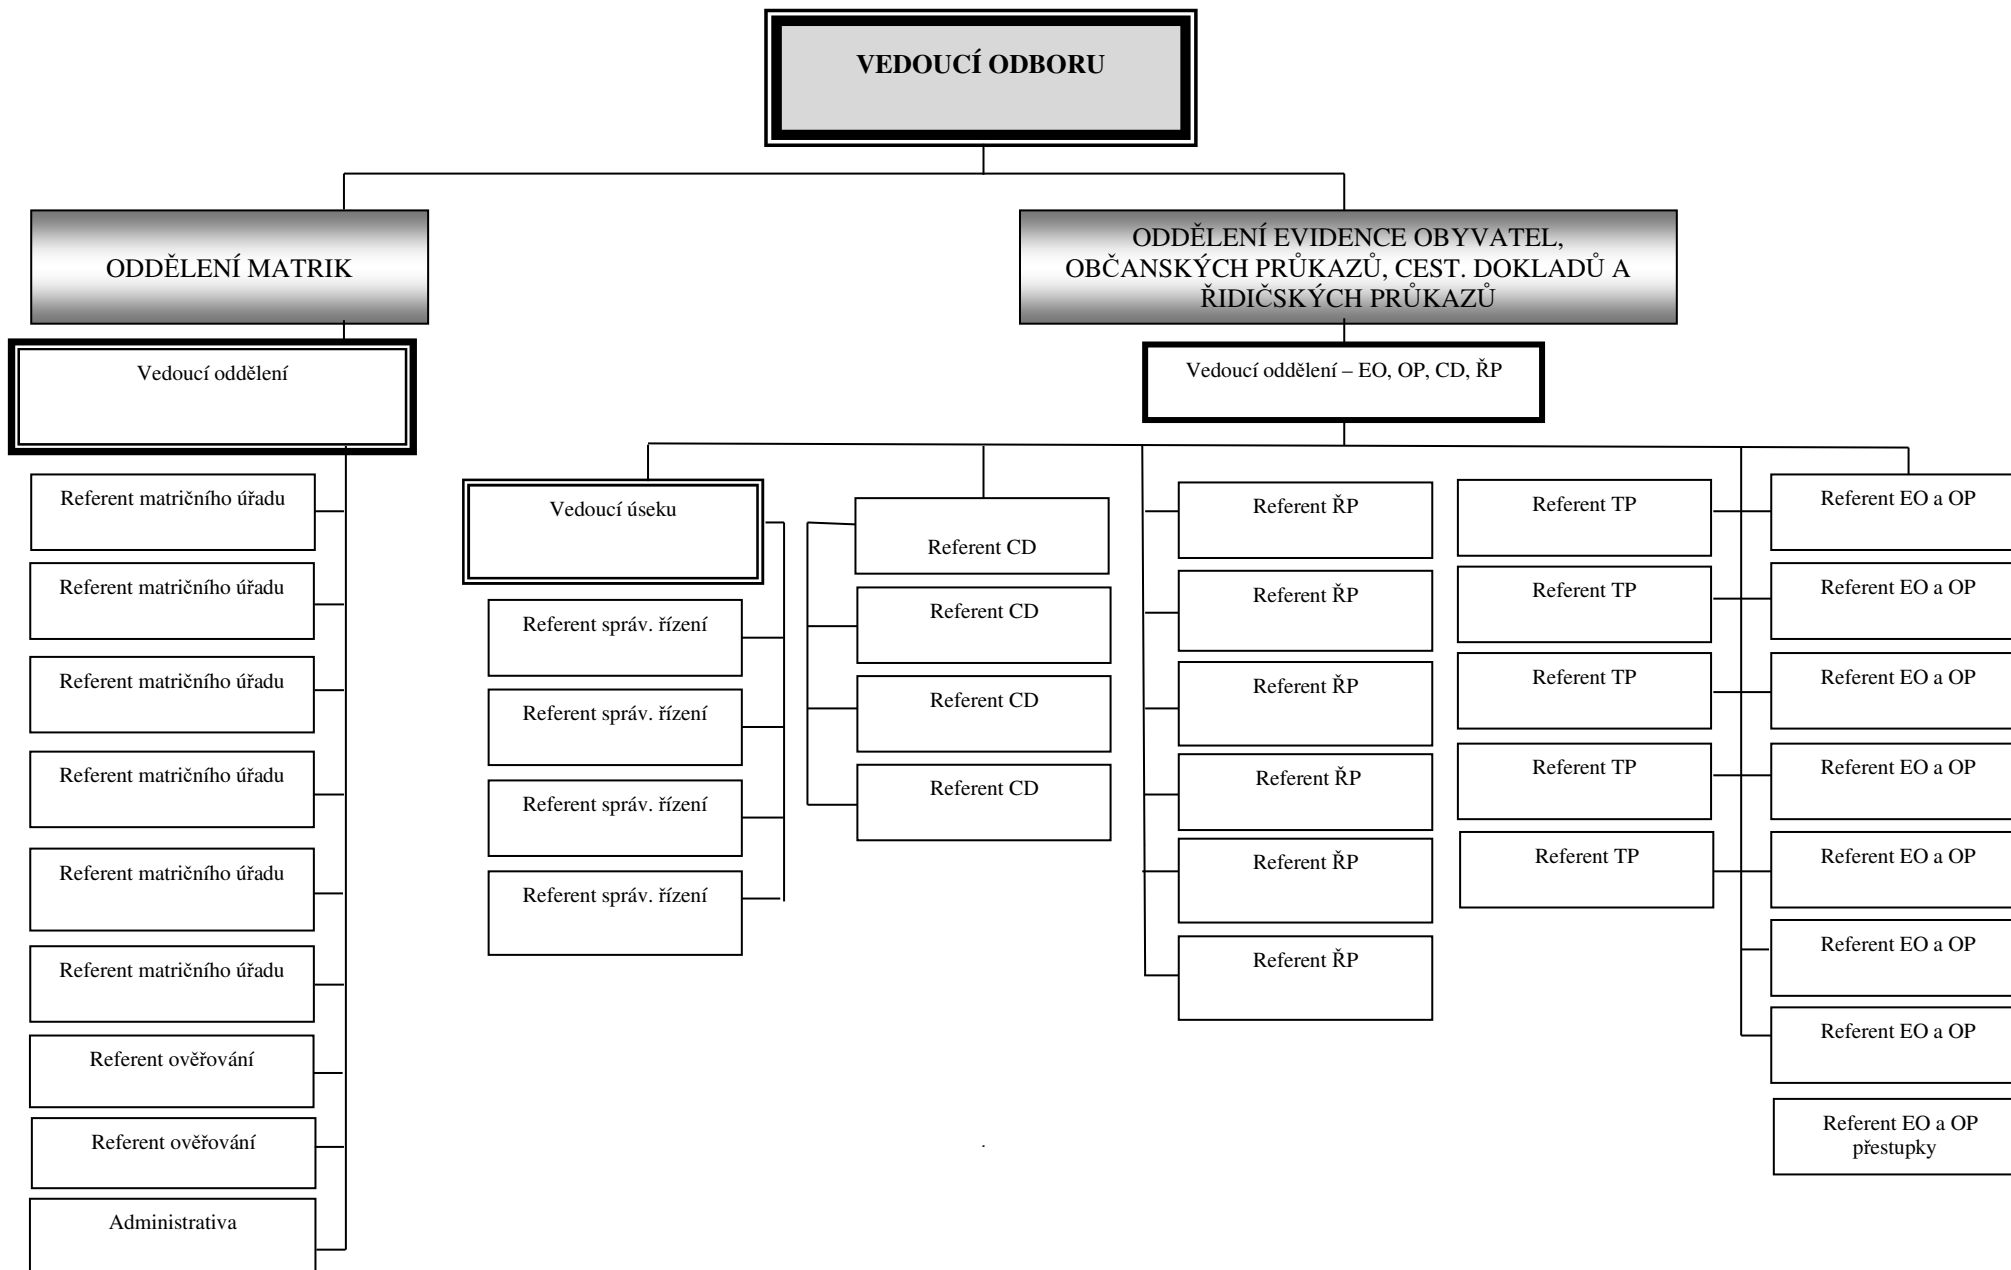 VEDOUCÍ ODBORU
ODDĚLENÍ MATRIK
ODDĚLENÍ EVIDENCE OBYVATEL,
OBČANSKÝCH PRŮKAZŮ, CEST. DOKLADŮ A
ŘIDIČSKÝCH PRŮKAZŮ
Vedoucí oddělení
Vedoucí oddělení – EO, OP, CD, ŘP
Referent matričního úřadu
Referent matričního úřadu
Referent matričního úřadu
Referent matričního úřadu
Referent matričního úřadu
Referent matričního úřadu
Referent ověřování
Referent ověřování
Administrativa
Vedoucí úseku
Referent správ. řízení
Referent správ. řízení
Referent správ. řízení
Referent správ. řízení
Referent CD
Referent CD
Referent CD
Referent CD
Referent ŘP
Referent ŘP
Referent ŘP
Referent ŘP
Referent ŘP
Referent ŘP
Referent TP
Referent TP
Referent TP
Referent TP
Referent TP
Referent EO a OP
Referent EO a OP
Referent EO a OP
Referent EO a OP
Referent EO a OP
Referent EO a OP
Referent EO a OP
Referent EO a OP
přestupky